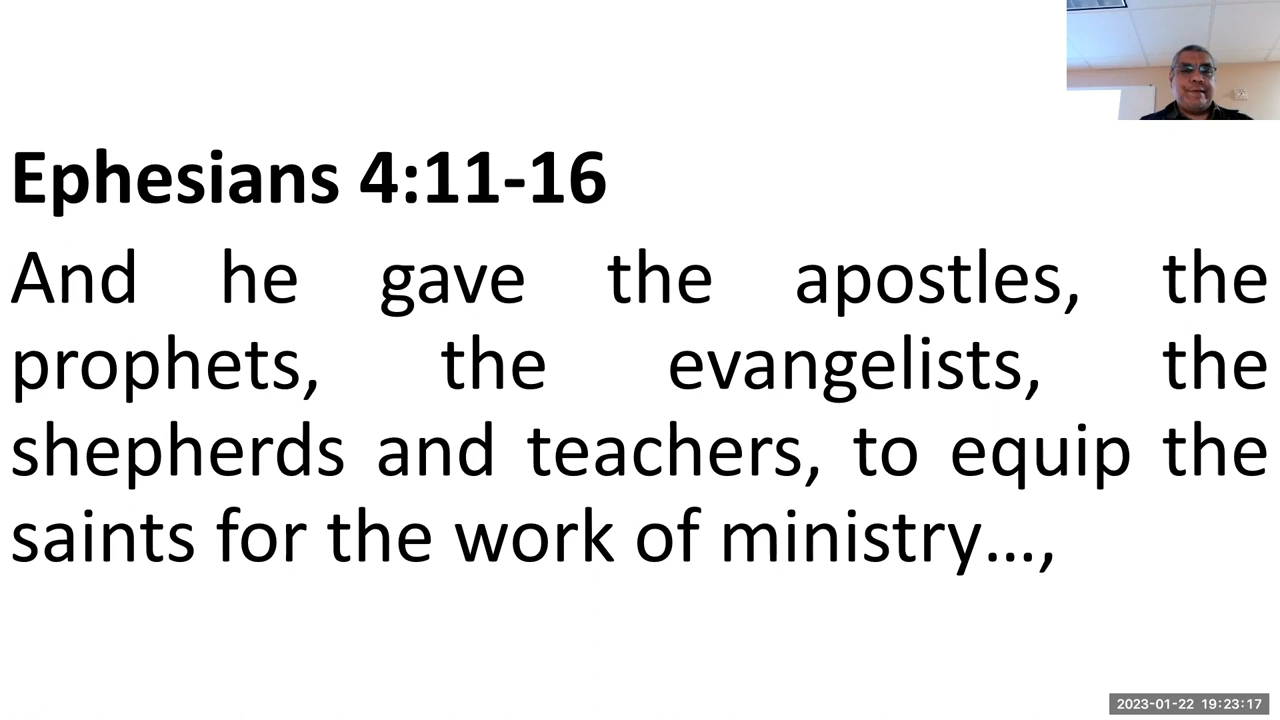 Ephesians 4:11-16
And he gave the apostles, the
prophets, the evangelists, the
shepherds and teachers, to equip the
saints for the work of ministry…,
2023-01-22 19:23:17